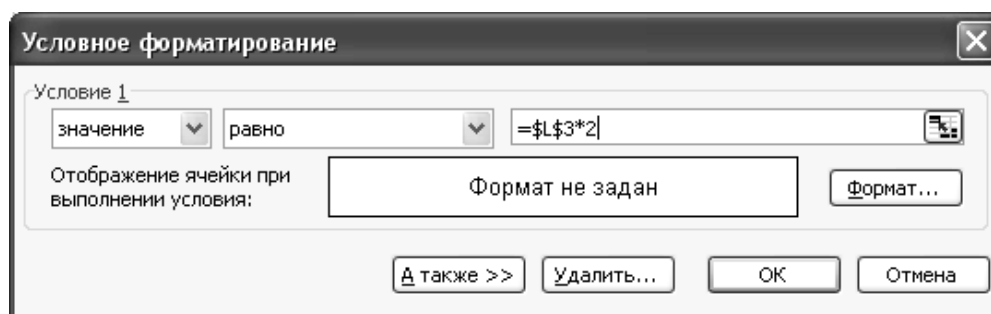 Условное форматирование
Условие 1
значение равно =$L$3*2
Отображение ячейки при
выполнении условия:
Формат не задан
Формат...
А также >> Удалить... ОК Отмена